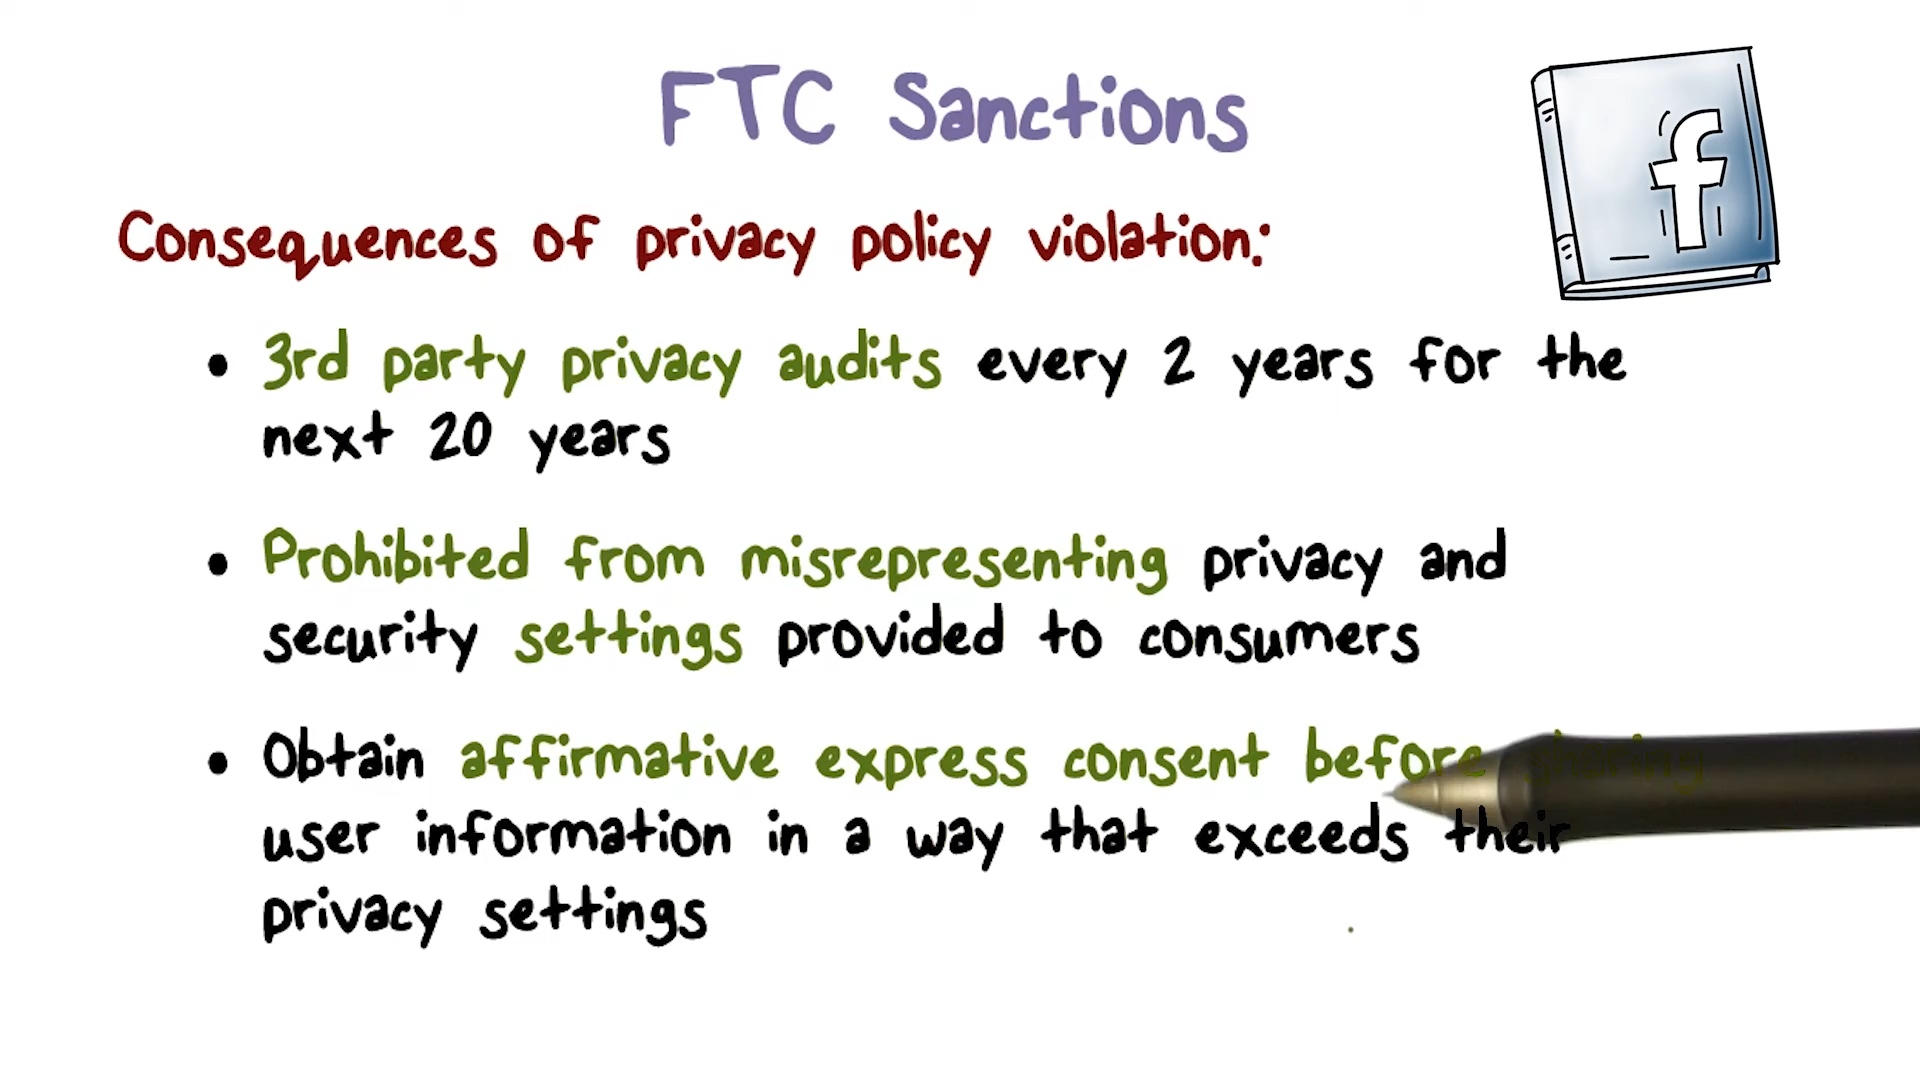 FTC Sanctions
f
Consequences of privacy policy violation:
• 3rd party privacy audits every 2 years for the
next 20 years
• Prohibited from misrepresenting privacy and
security settings provided to consumers
• Obtain affirmative express consent before sharing
user information in a way that exceeds their
privacy settings